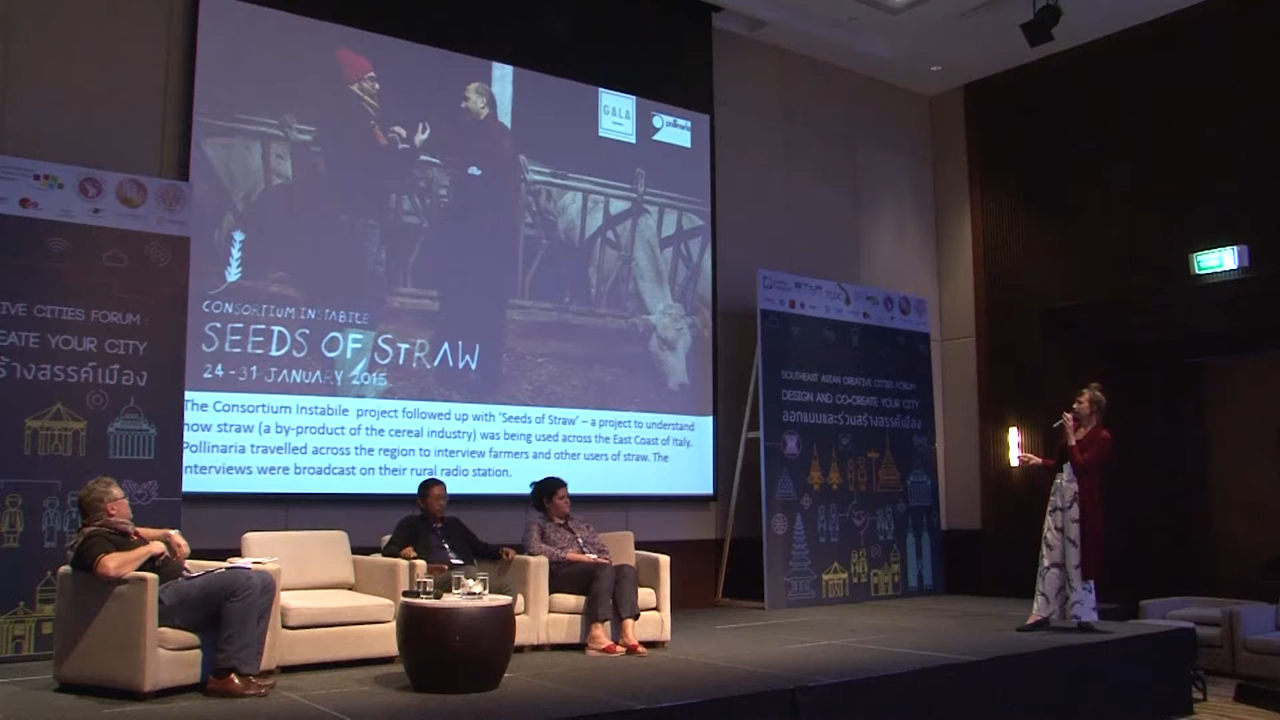 GALA
pollinaria
CONSORTIUM INSTABILE
SEEDS OF STRAW
24-31 JANUARY 2015
The Consortium Instabile project followed up with 'Seeds of Straw' – a project to understand
how straw (a by-product of the cereal industry) was being used across the East Coast of Italy.
Pollinaria travelled across the region to interview farmers and other users of straw. The
interviews were broadcast on their rural radio station.
IVE CITIES FORUM :
EATE YOUR CITY
สร้างสรรค์เมือง
SOUTHEAST ASIAN CREATIVE CITIES FORUM:
DESIGN AND CO-CREATE YOUR CITY
ออกแบบและร่วมสร้างสรรค์เมือง